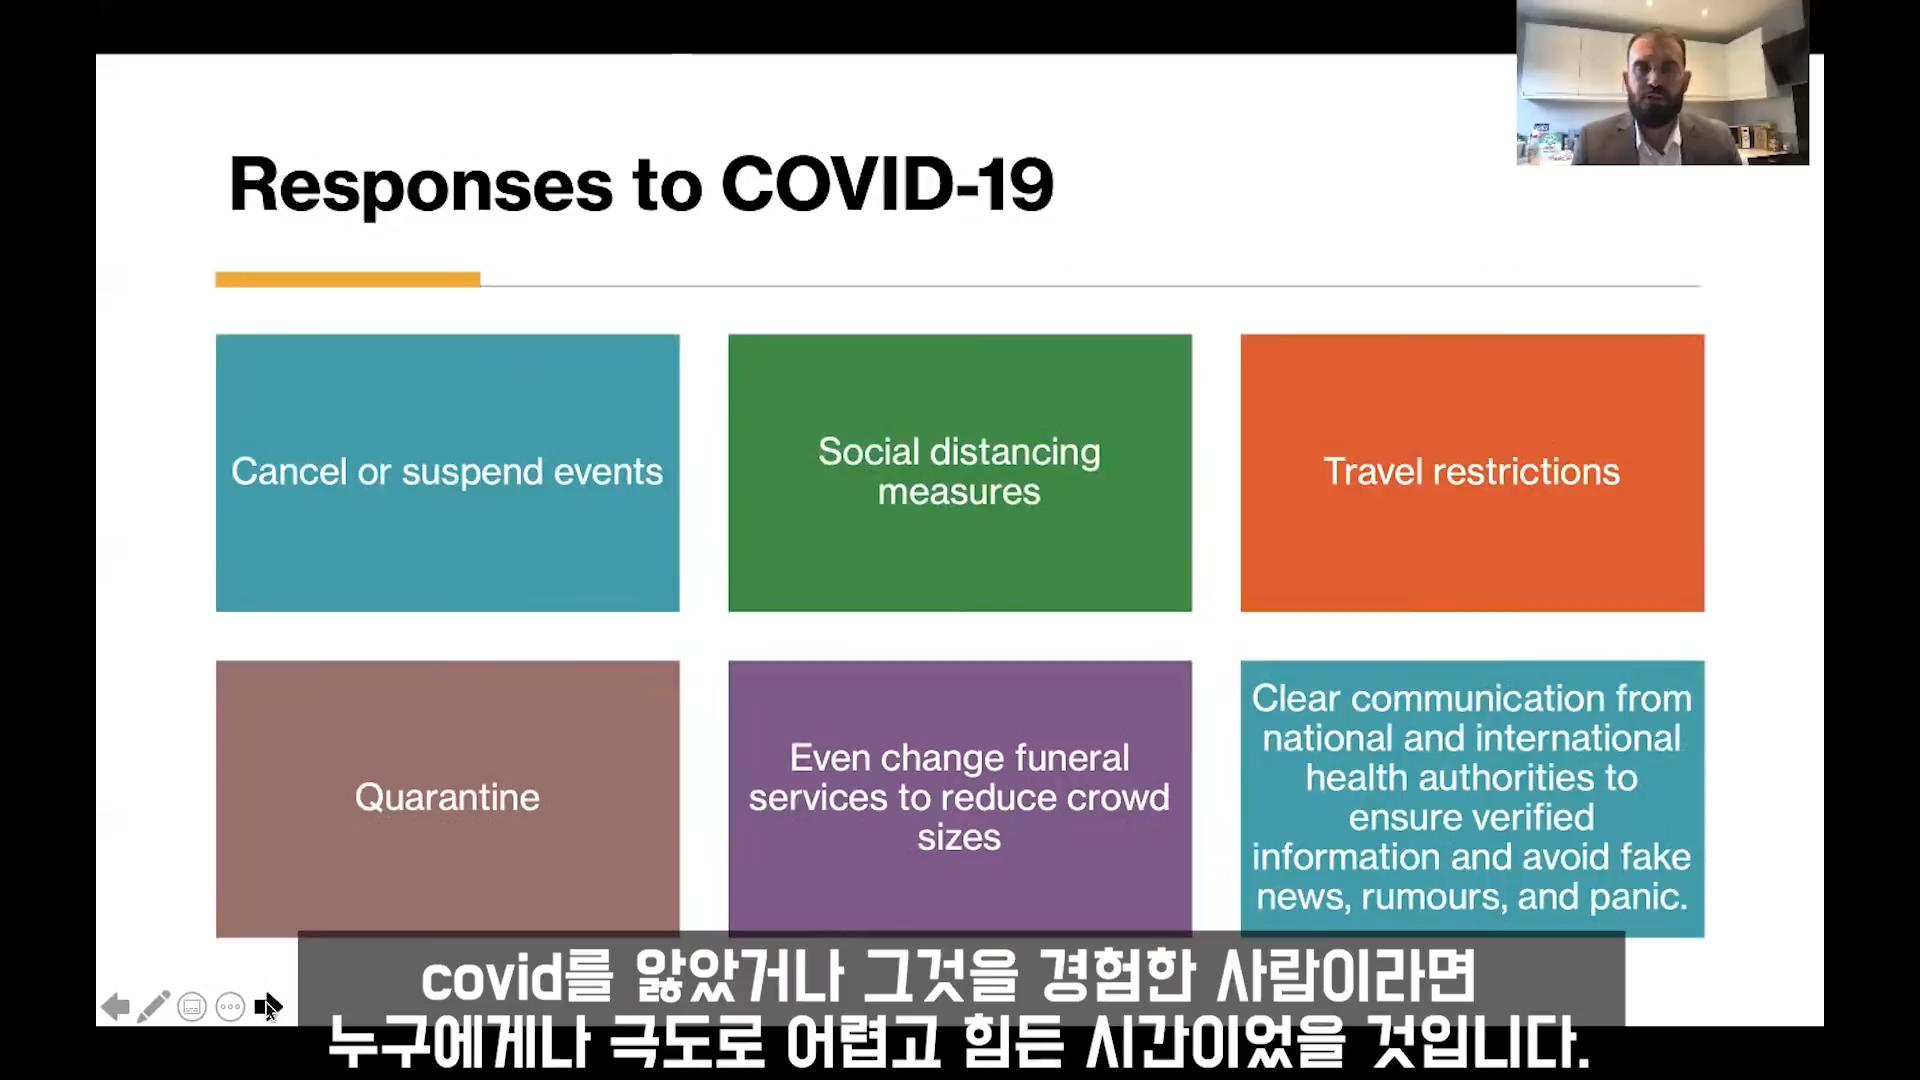 Responses to COVID-19
Cancel or suspend events
Social distancing
measures
Travel restrictions
Quarantine
Even change funeral
services to reduce crowd
sizes
Clear communication from
national and international
health authorities to
ensure verified
information and avoid fake
news, rumours, and panic.
covid를 앓았거나 그것을 경험한 사람이라면
누구에게나 극도로 어렵고 힘든 시간이었을 것입니다.